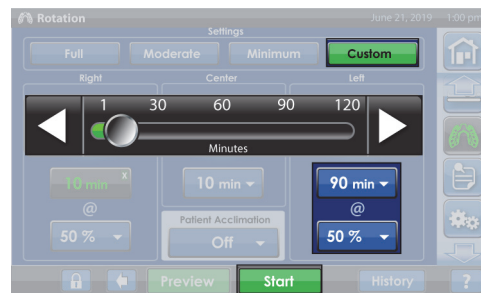 Rotation June 21, 2019 1:00 pm
Settings
Full Moderate Minimum Custom
Right Center Left
1 30 60 90 120
Minutes
10 min x 10 min 90 min
@ @
50 % Patient Acclimation 50 %
Off
Preview Start History ?